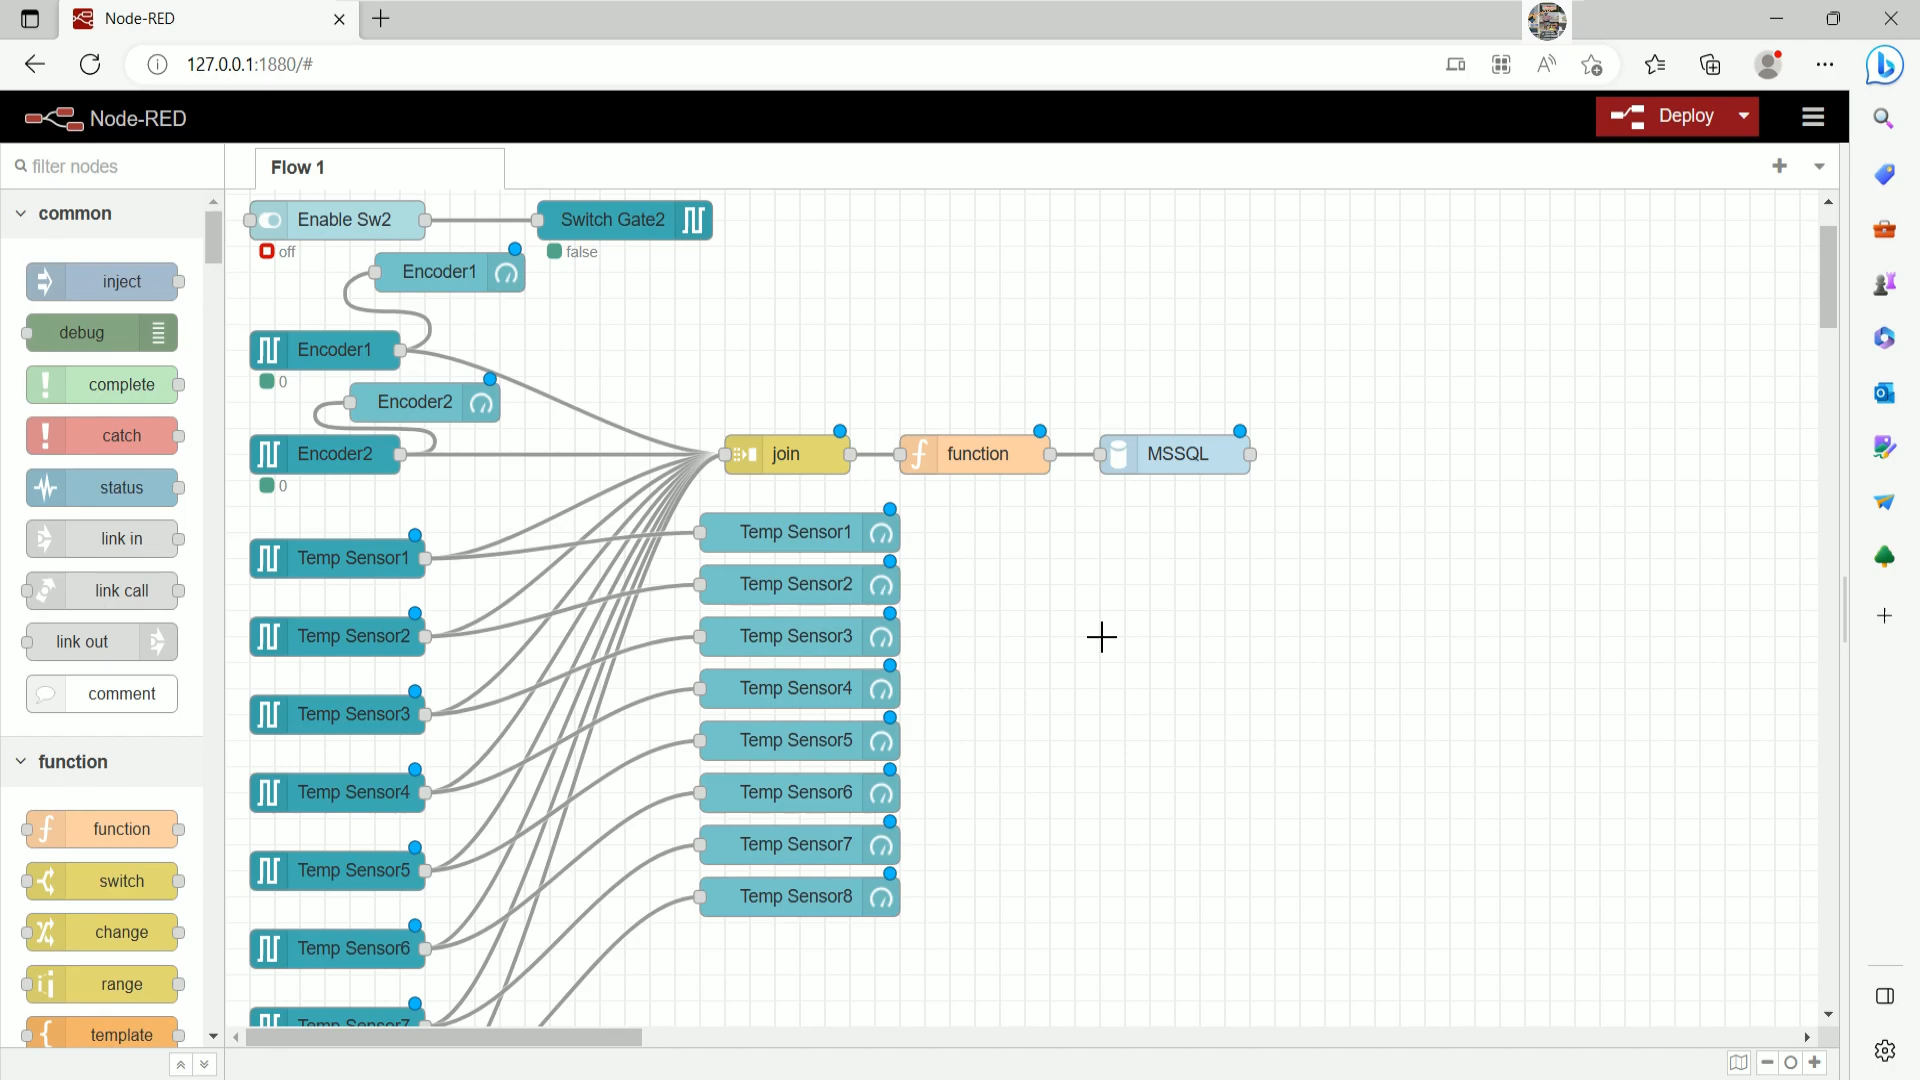 Node-RED
127.0.0.1:1880/#
Node-RED
Deploy
filter nodes
Flow 1
common
inject
debug
complete
catch
status
link in
link call
link out
comment
function
function
switch
change
range
template
Enable Sw2
off
Switch Gate2
false
Encoder1
Encoder1
0
Encoder2
Encoder2
0
join
function
MSSQL
Temp Sensor1
Temp Sensor2
Temp Sensor3
Temp Sensor4
Temp Sensor5
Temp Sensor6
Temp Sensor7
Temp Sensor1
Temp Sensor2
Temp Sensor3
Temp Sensor4
Temp Sensor5
Temp Sensor6
Temp Sensor7
Temp Sensor8